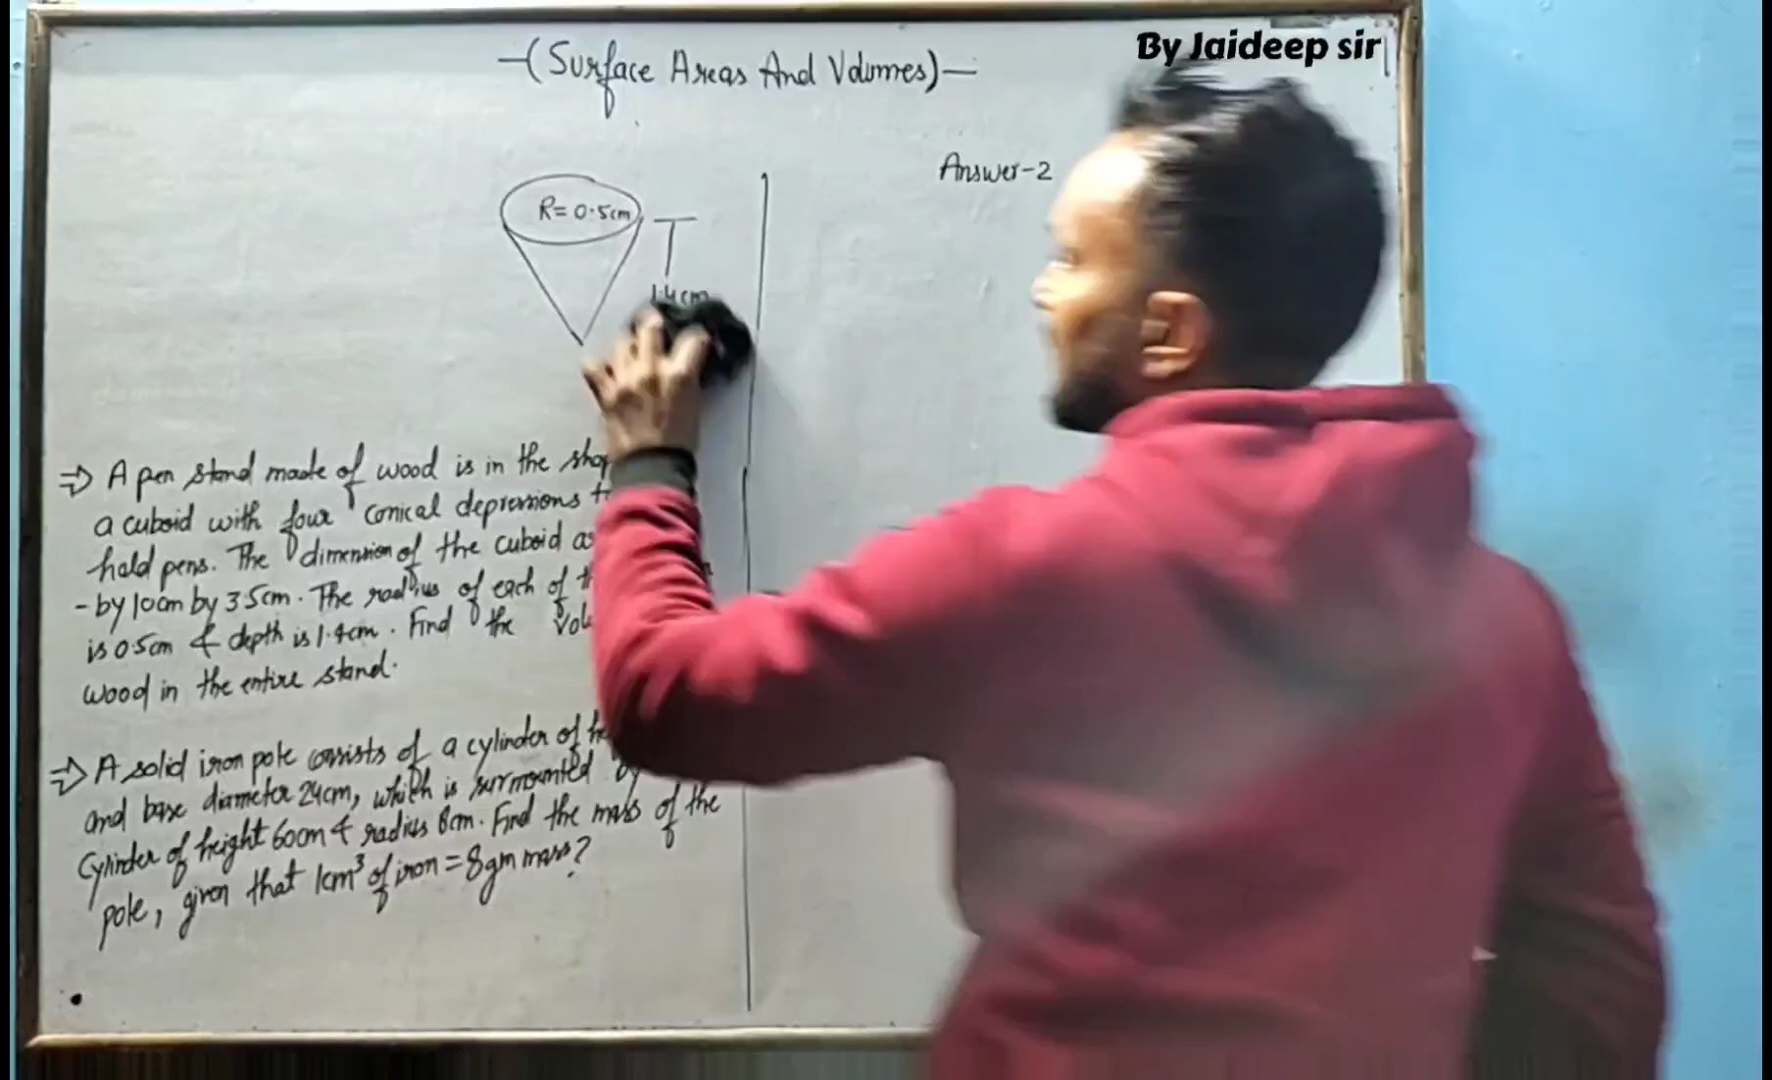 By Jaideep sir
(Surface Areas And Volumes)
Answer-2
R=0.5cm
1.4cm
⇒ A pen stand made of wood is in the
a cuboid with four conical depressions
hold pens. The dimension of the cuboid
- by 10cm by 3.5cm. The radius of each of
is 0.5cm & depth is 1.4cm. Find the
wood in the entire stand.
⇒ A solid iron pole consists of a cylinder of
and base diameter 24cm, which is surmounted
cylinder of height 60cm & radius 8cm. Find the mass of the
pole, given that 1cm³ of iron = 8gm mass?